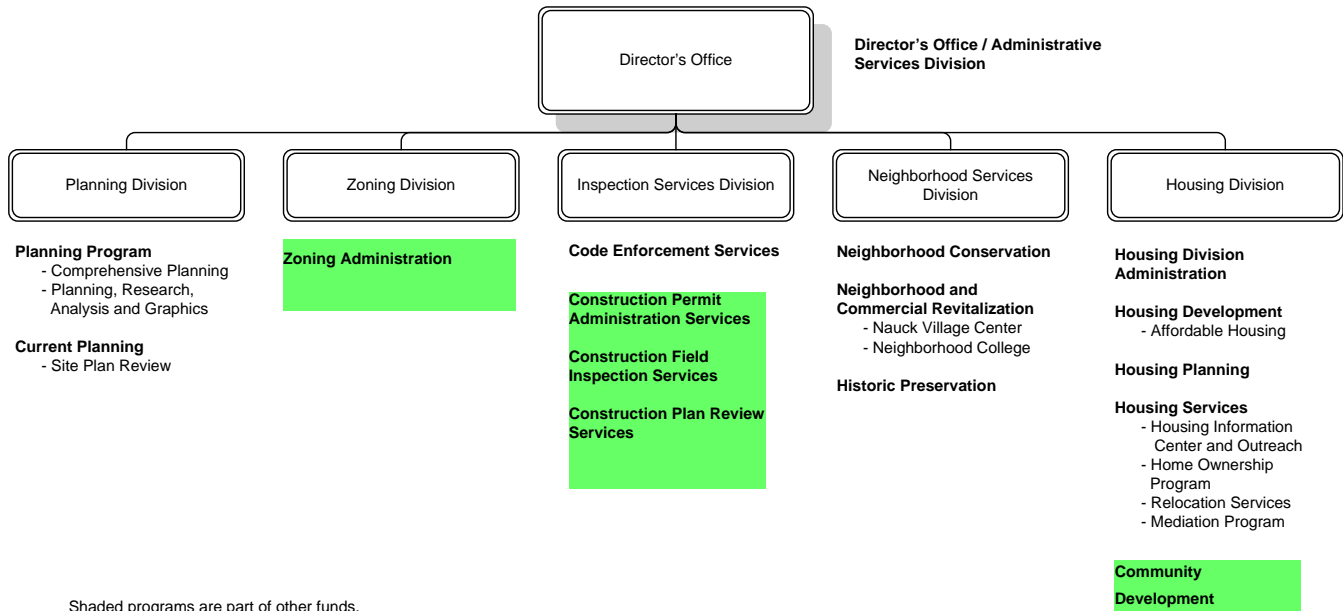 Director's Office
Director's Office / Administrative
Services Division
Planning Division
Zoning Division
Inspection Services Division
Neighborhood Services
Division
Housing Division
Planning Program
- Comprehensive Planning
- Planning, Research,
Analysis and Graphics
Current Planning
- Site Plan Review
Zoning Administration
Code Enforcement Services
Construction Permit
Administration Services
Construction Field
Inspection Services
Construction Plan Review
Services
Neighborhood Conservation
Neighborhood and
Commercial Revitalization
- Nauck Village Center
- Neighborhood College
Historic Preservation
Housing Division
Administration
Housing Development
- Affordable Housing
Housing Planning
Housing Services
- Housing Information
Center and Outreach
- Home Ownership
Program
- Relocation Services
- Mediation Program
Community
Development
Shaded programs are part of other funds.